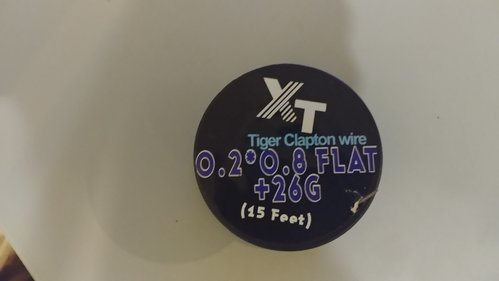 XT
Tiger Clapton wire
0.2*0.8 FLAT
+26G
(15 Feet)